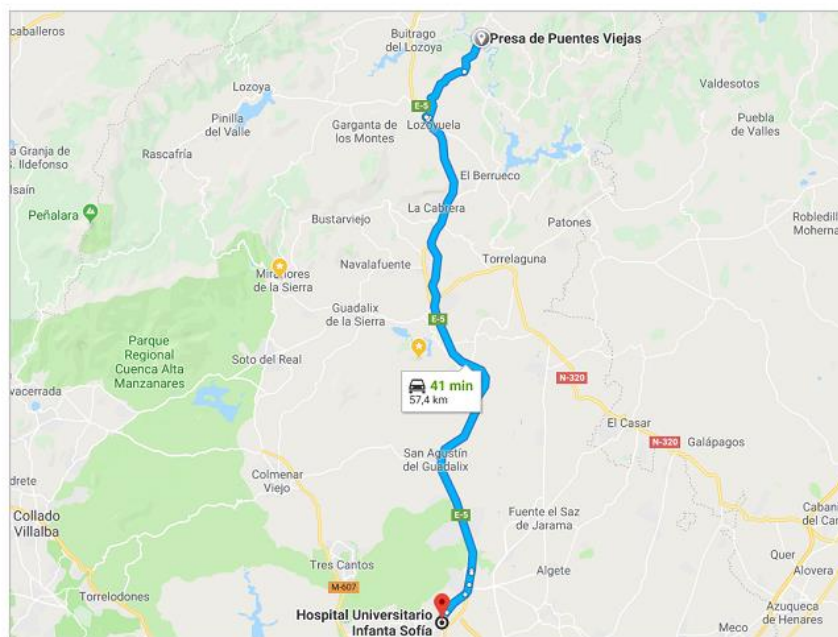 caballeros
Buitrago
del Lozoya
Presa de Puentes Viejas
Lozoya
Valdesotos
E-5
Pinilla
del Valle
Garganta de
los Montes
Lozoyuela
Puebla
de Valles
a Granja de
S. Ildefonso
Rascafría
lsaín
El Berrueco
Peñalara
La Cabrera
Bustarviejo
Patones
Robledill
Moherna
Navalafuente
Torrelaguna
Miraflores
de la Sierra
Guadalix
de la Sierra
E-5
Parque
Regional
Cuenca Alta
Manzanares
Soto del Real
41 min
57,4 km
N-320
avacerrada
El Casar
N-320
Galápagos
San Agustín
del Guadalix
Colmenar
Viejo
drete
Collado
Villalba
E-5
Fuente el Saz
de Jarama
Caban
del Car
Quer
Alovera
Tres Cantos
Algete
M-607
Torrelodones
Hospital Universitario
Infanta Sofía
Azuqueca
de Henares
Meco